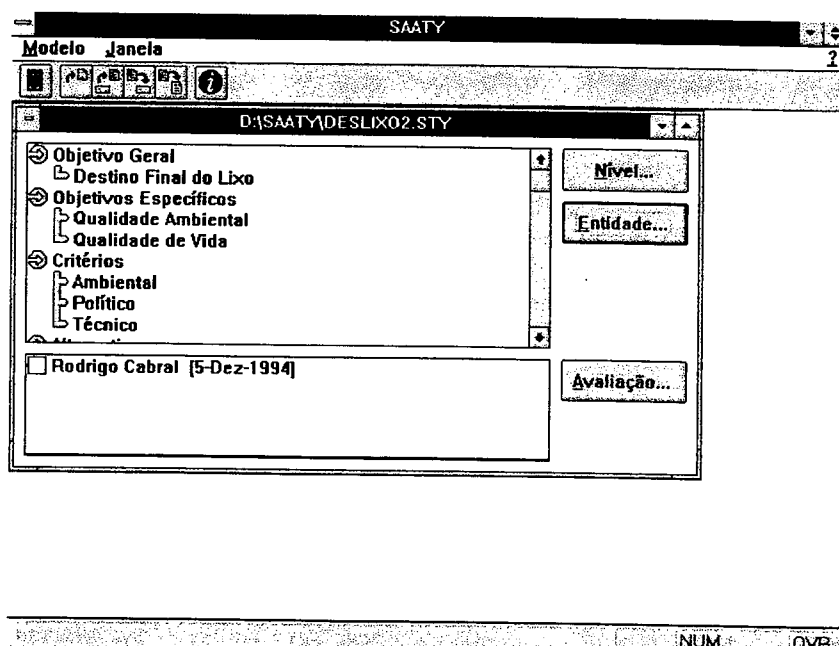 SAATY
Modelo Janela ?
D:\SAATY\DESLIXO2.STY
Objetivo Geral
Destino Final do Lixo
Objetivos Específicos
Qualidade Ambiental
Qualidade de Vida
Critérios
Ambiental
Político
Técnico
Nível...
Entidade...
Rodrigo Cabral [5-Dez-1994]
Avaliação...
NUM OVR